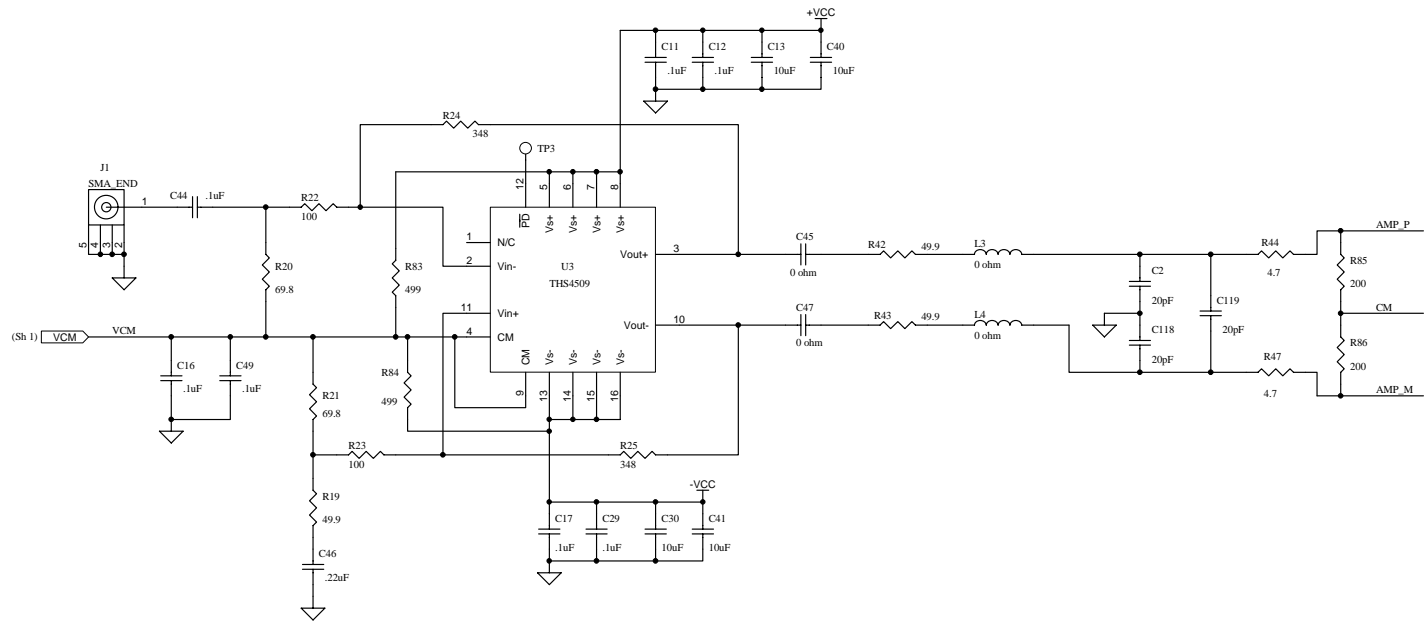 +VCC
C11
.1uF
C12
.1uF
C13
10uF
C40
10uF
R24
348
TP3
J1
SMA_END
1
5
4
3
2
C44
.1uF
R22
100
R20
69.8
R83
499
12
5
6
7
8
PD
Vs+
Vs+
Vs+
Vs+
1
N/C
2
Vin-
U3
THS4509
Vout+
3
11
Vin+
Vout-
10
4
CM
CM
Vs-
Vs-
Vs-
Vs-
9
13
14
15
16
C45
0 ohm
R42
49.9
L3
0 ohm
C47
0 ohm
R43
49.9
L4
0 ohm
C2
20pF
C118
20pF
C119
20pF
R44
4.7
R47
4.7
AMP_P
R85
200
CM
R86
200
AMP_M
(Sh 1)
VCM
VCM
C16
.1uF
C49
.1uF
R84
499
R21
69.8
R23
100
R25
348
R19
49.9
C46
.22uF
-VCC
C17
.1uF
C29
.1uF
C30
10uF
C41
10uF